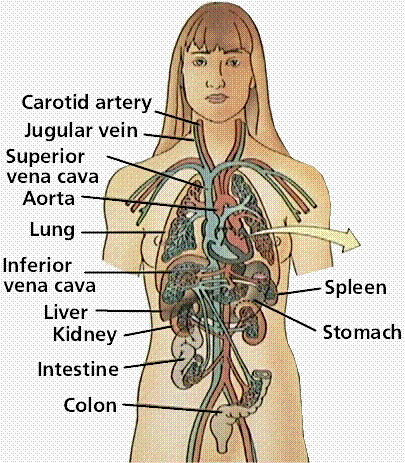 Carotid artery
Jugular vein
Superior
vena cava
Aorta
Lung
Inferior
vena cava
Liver
Kidney
Intestine
Colon
Spleen
Stomach